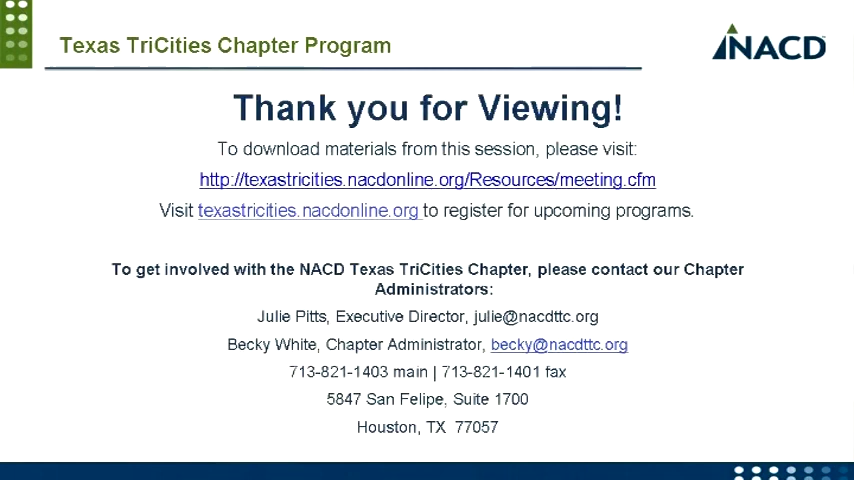 Texas TriCities Chapter Program
NACD
Thank you for Viewing!
To download materials from this session, please visit:
http://texastricities.nacdonline.org/Resources/meeting.cfm
Visit texastricities.nacdonline.org to register for upcoming programs.
To get involved with the NACD Texas TriCities Chapter, please contact our Chapter
Administrators:
Julie Pitts, Executive Director, julie@nacdttc.org
Becky White, Chapter Administrator, becky@nacdttc.org
713-821-1403 main | 713-821-1401 fax
5847 San Felipe, Suite 1700
Houston, TX 77057